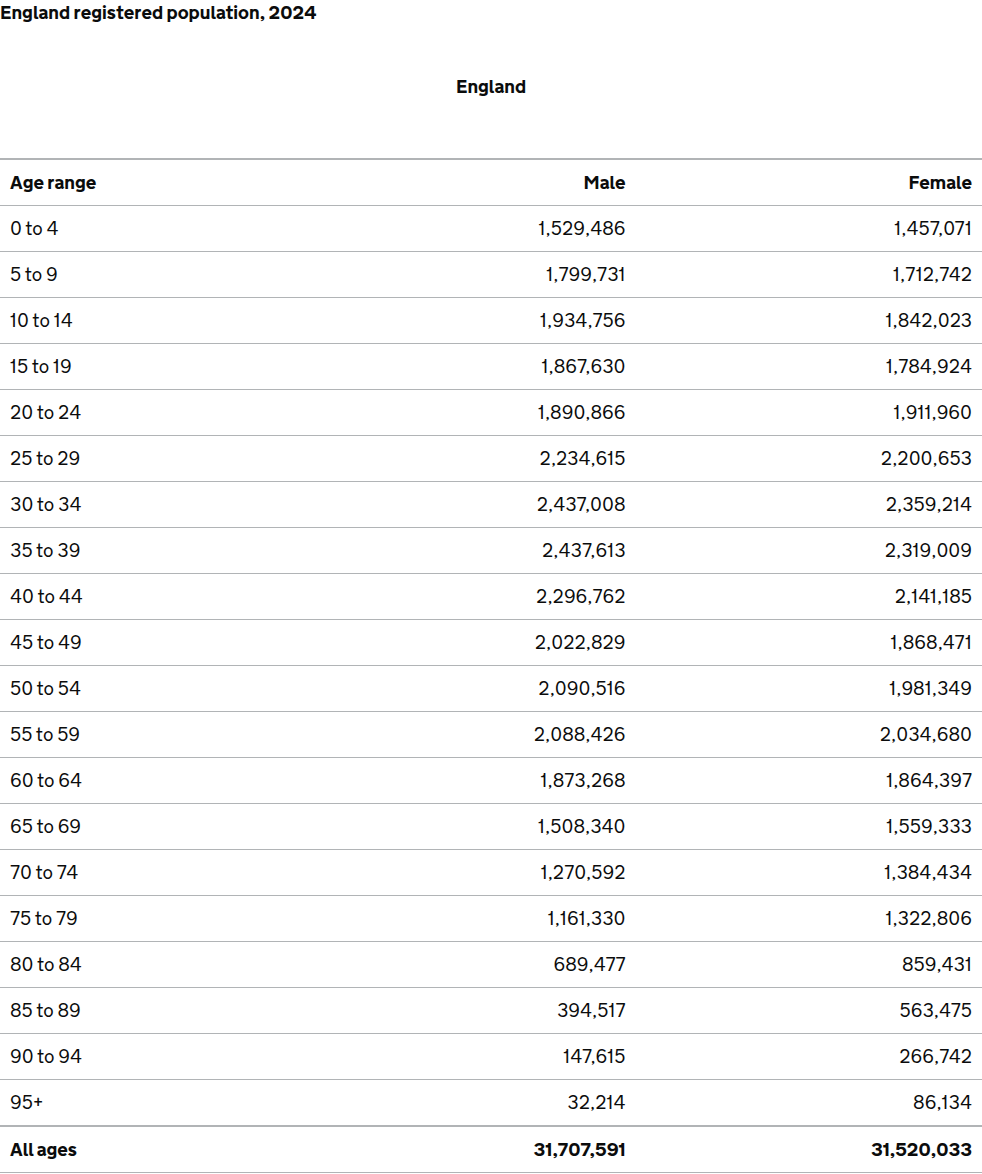 England registered population, 2024
England
Age range Male Female
0 to 4 1,529,486 1,457,071
5 to 9 1,799,731 1,712,742
10 to 14 1,934,756 1,842,023
15 to 19 1,867,630 1,784,924
20 to 24 1,890,866 1,911,960
25 to 29 2,234,615 2,200,653
30 to 34 2,437,008 2,359,214
35 to 39 2,437,613 2,319,009
40 to 44 2,296,762 2,141,185
45 to 49 2,022,829 1,868,471
50 to 54 2,090,516 1,981,349
55 to 59 2,088,426 2,034,680
60 to 64 1,873,268 1,864,397
65 to 69 1,508,340 1,559,333
70 to 74 1,270,592 1,384,434
75 to 79 1,161,330 1,322,806
80 to 84 689,477 859,431
85 to 89 394,517 563,475
90 to 94 147,615 266,742
95+ 32,214 86,134
All ages 31,707,591 31,520,033